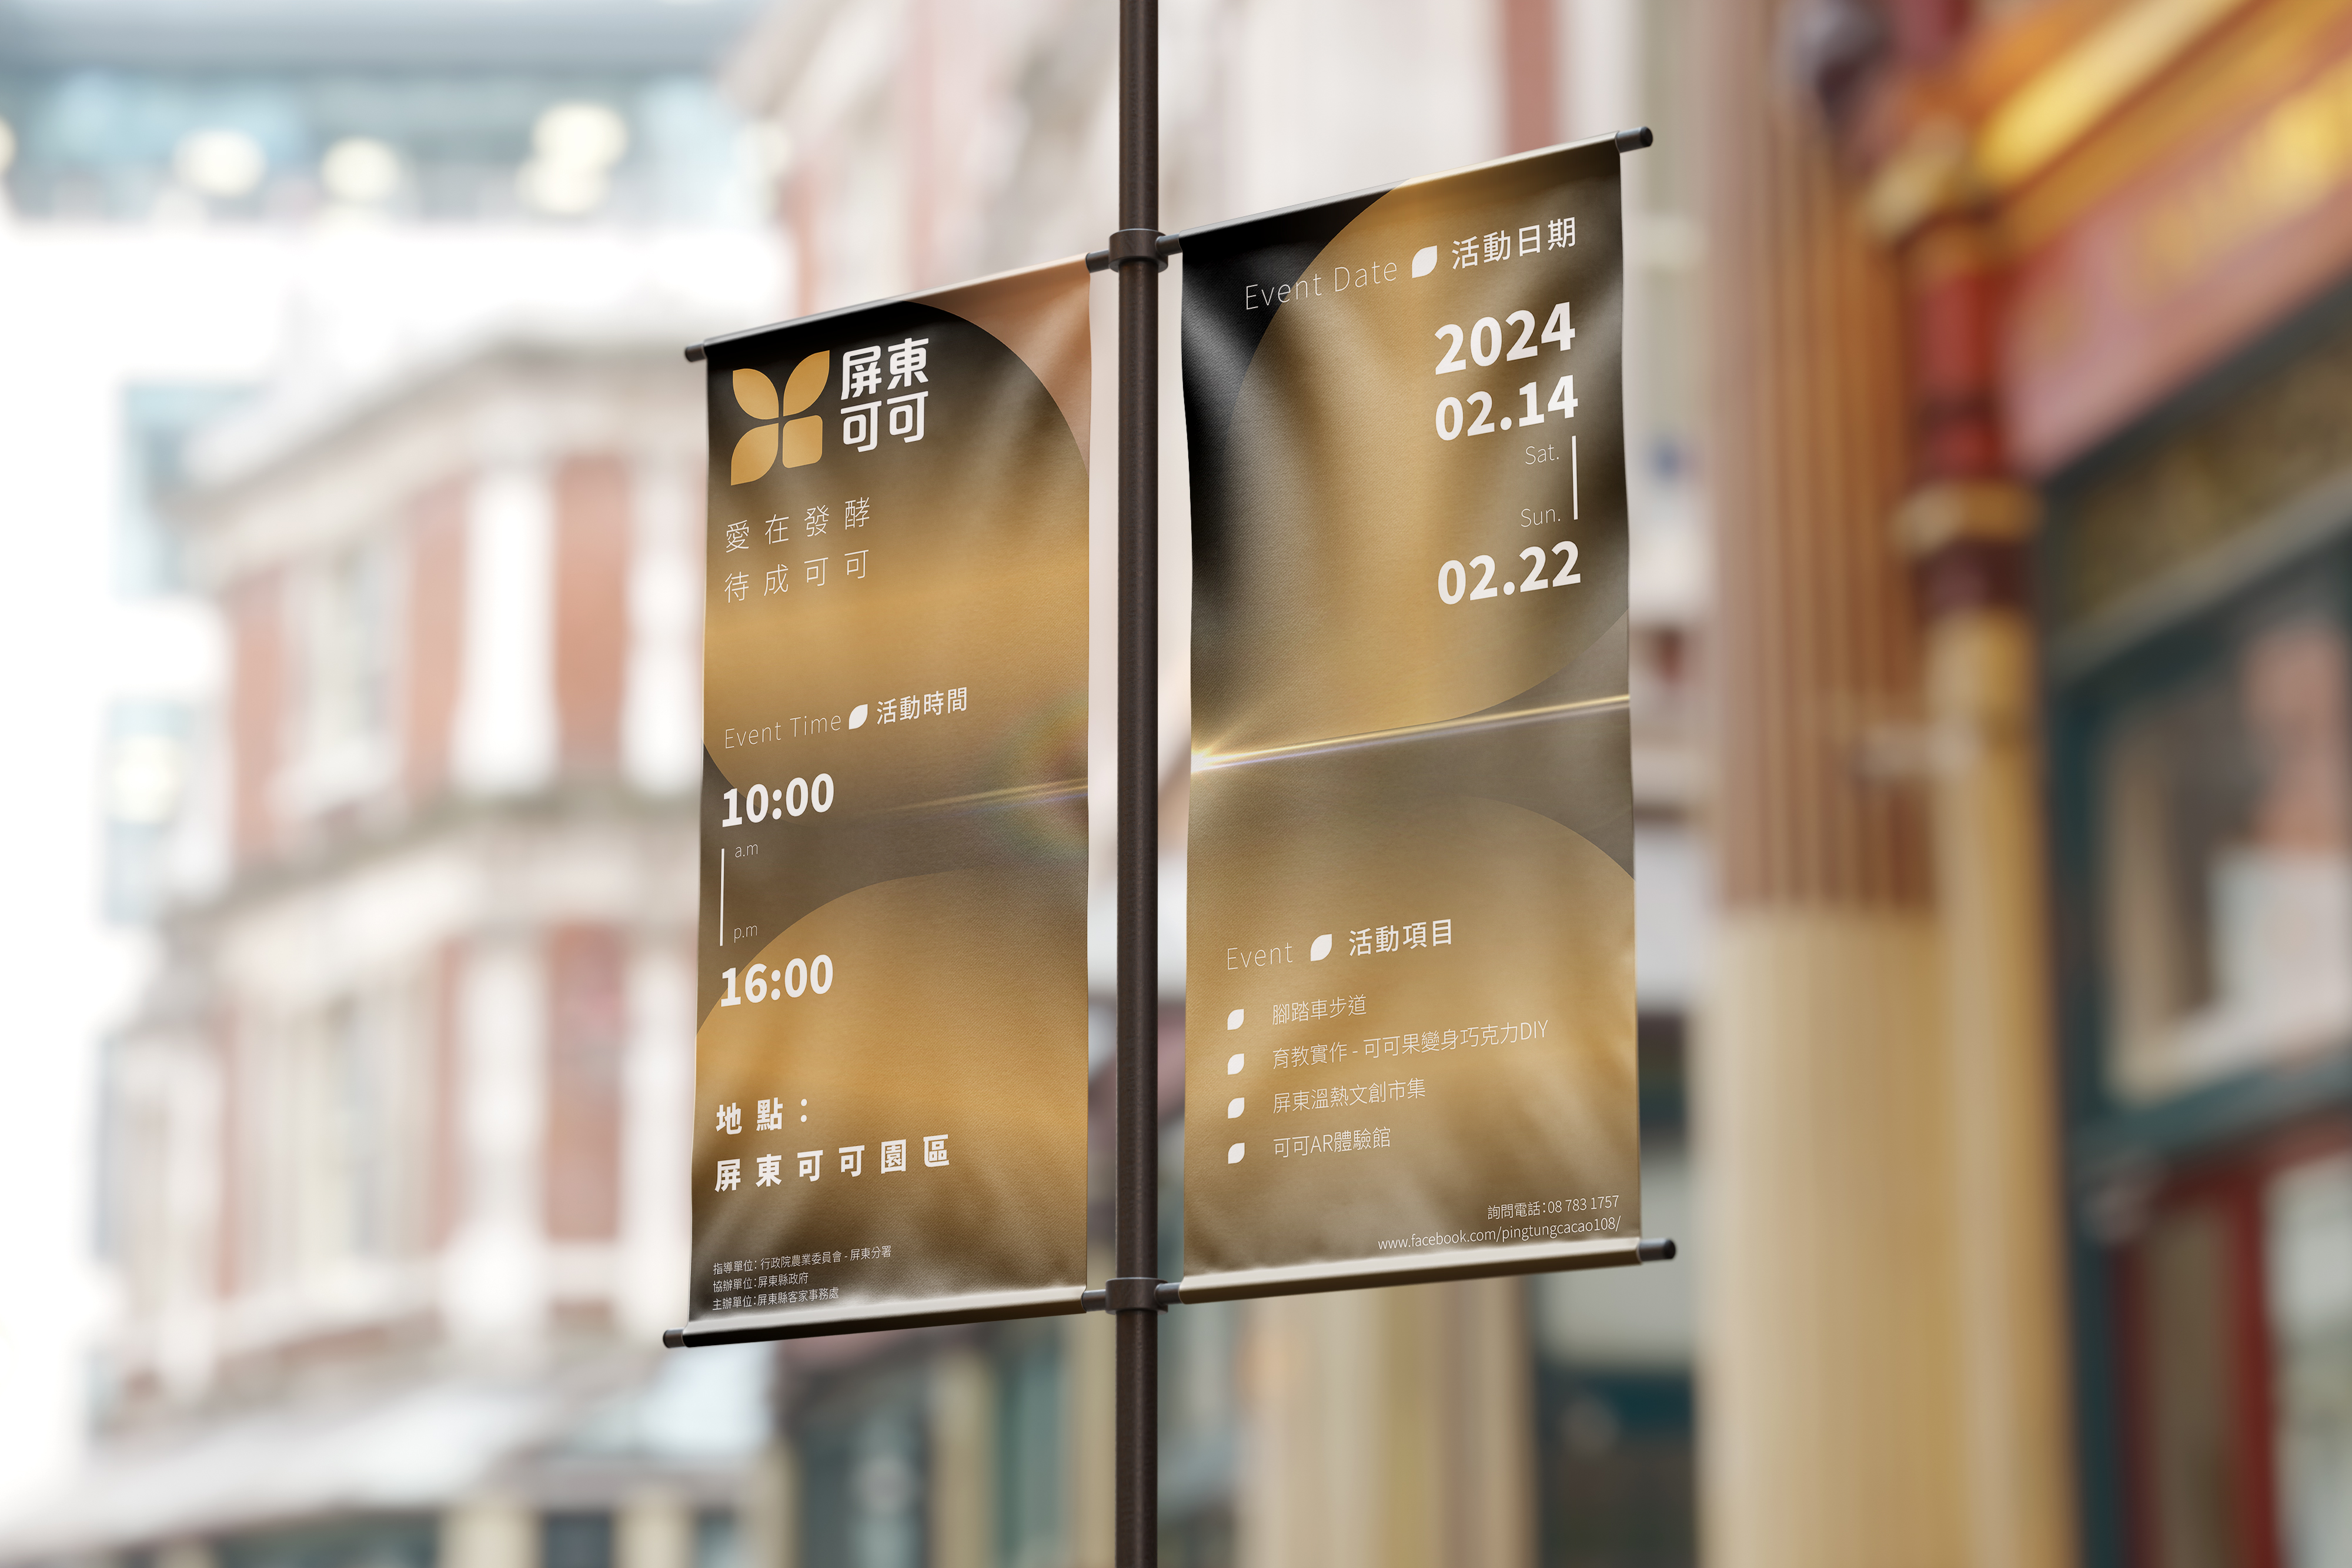 屏東
可可
愛在發酵
待成可可
Event Time 活動時間
10:00
a.m
p.m
16:00
地點：
屏東可可園區
指導單位：行政院農業委員會 - 屏東分署
協辦單位：屏東縣政府
主辦單位：屏東縣客家事務處
Event Date 活動日期
2024
02.14
Sat.
Sun.
02.22
Event 活動項目
腳踏車步道
育教實作 - 可可果變身巧克力DIY
屏東溫熱文創市集
可可AR體驗館
詢問電話：08 783 1757
www.facebook.com/pingtungcacao108/